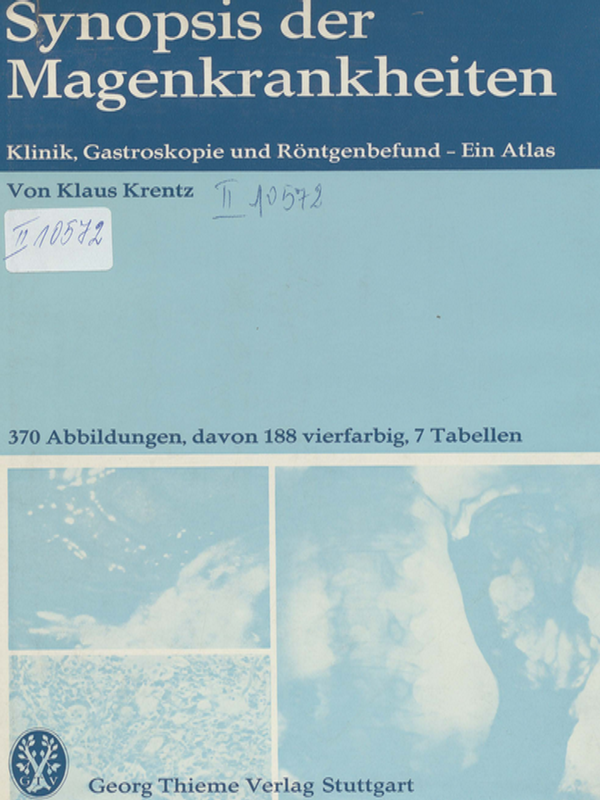 Synopsis der
Magenkrankheiten
Klinik, Gastroskopie und Röntgenbefund – Ein Atlas
Von Klaus Krentz
II 10572
II 10572
370 Abbildungen, davon 188 vierfarbig, 7 Tabellen
GTV
Georg Thieme Verlag Stuttgart